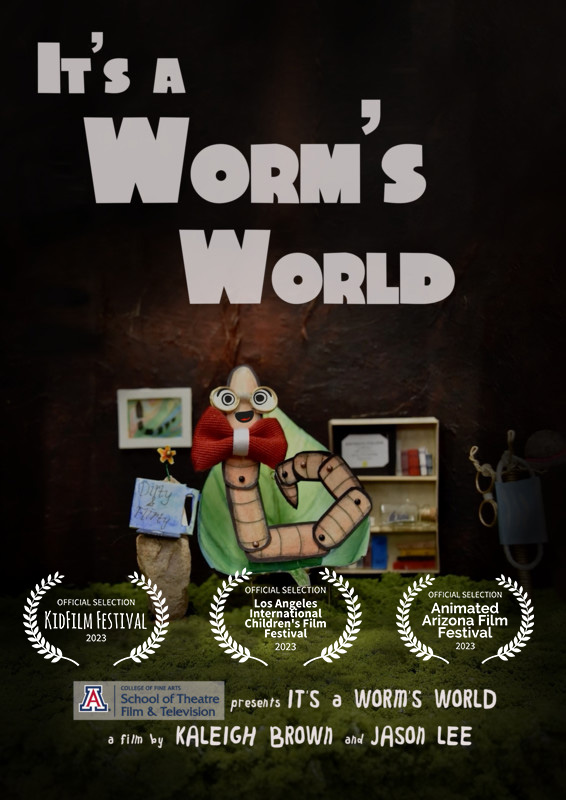 It's a
Worm's
World
Dirty
OFFICIAL SELECTION
KidFilm Festival
2023
OFFICIAL SELECTION
Los Angeles
International
Children's Film
Festival
2023
OFFICIAL SELECTION
Animated
Arizona Film
Festival
2023
A
COLLEGE OF FINE ARTS
School of Theatre
Film & Television
presents IT'S a WORM'S WORLD
a film by KALEIGH BROWN and JASON LEE